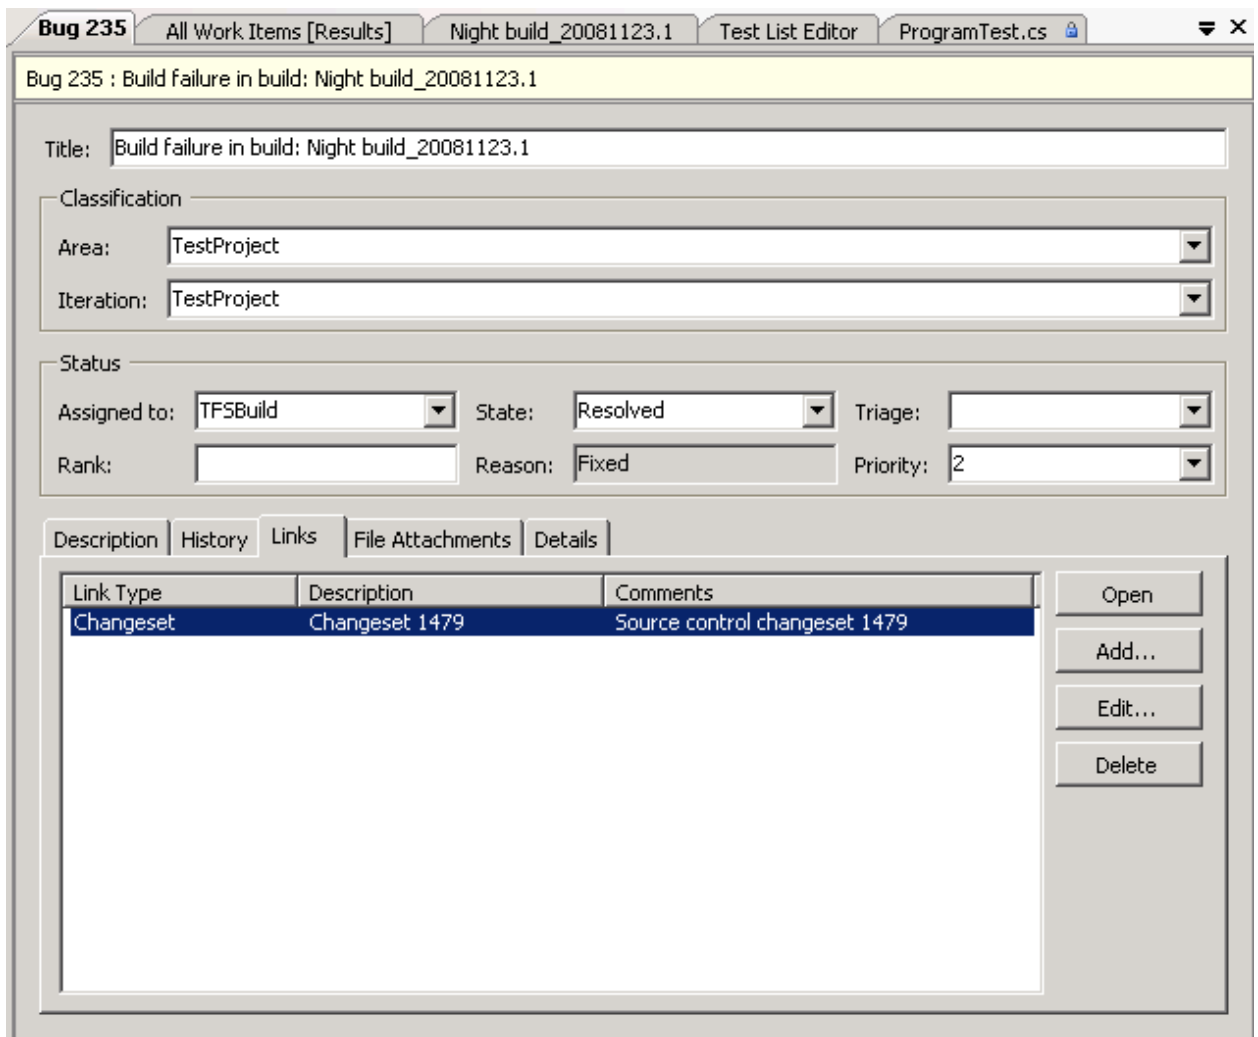 Bug 235 All Work Items [Results] Night build_20081123.1 Test List Editor ProgramTest.cs
Bug 235 : Build failure in build: Night build_20081123.1
Title: Build failure in build: Night build_20081123.1
Classification
Area: TestProject
Iteration: TestProject
Status
Assigned to: TFSBuild State: Resolved Triage:
Rank: Reason: Fixed Priority: 2
Description History Links File Attachments Details
Link Type Description Comments Open
Changeset Changeset 1479 Source control changeset 1479
Add...
Edit...
Delete